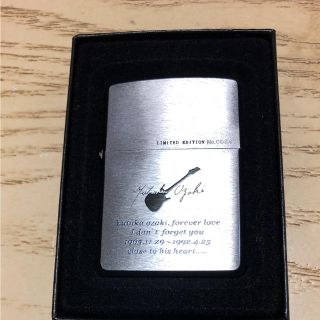 LIMITED EDITION No.
Yutaka Ozaki
Yutaka ozaki, forever love
I don't forget you
1965.11.29~1992.4.25
close to his heart.....